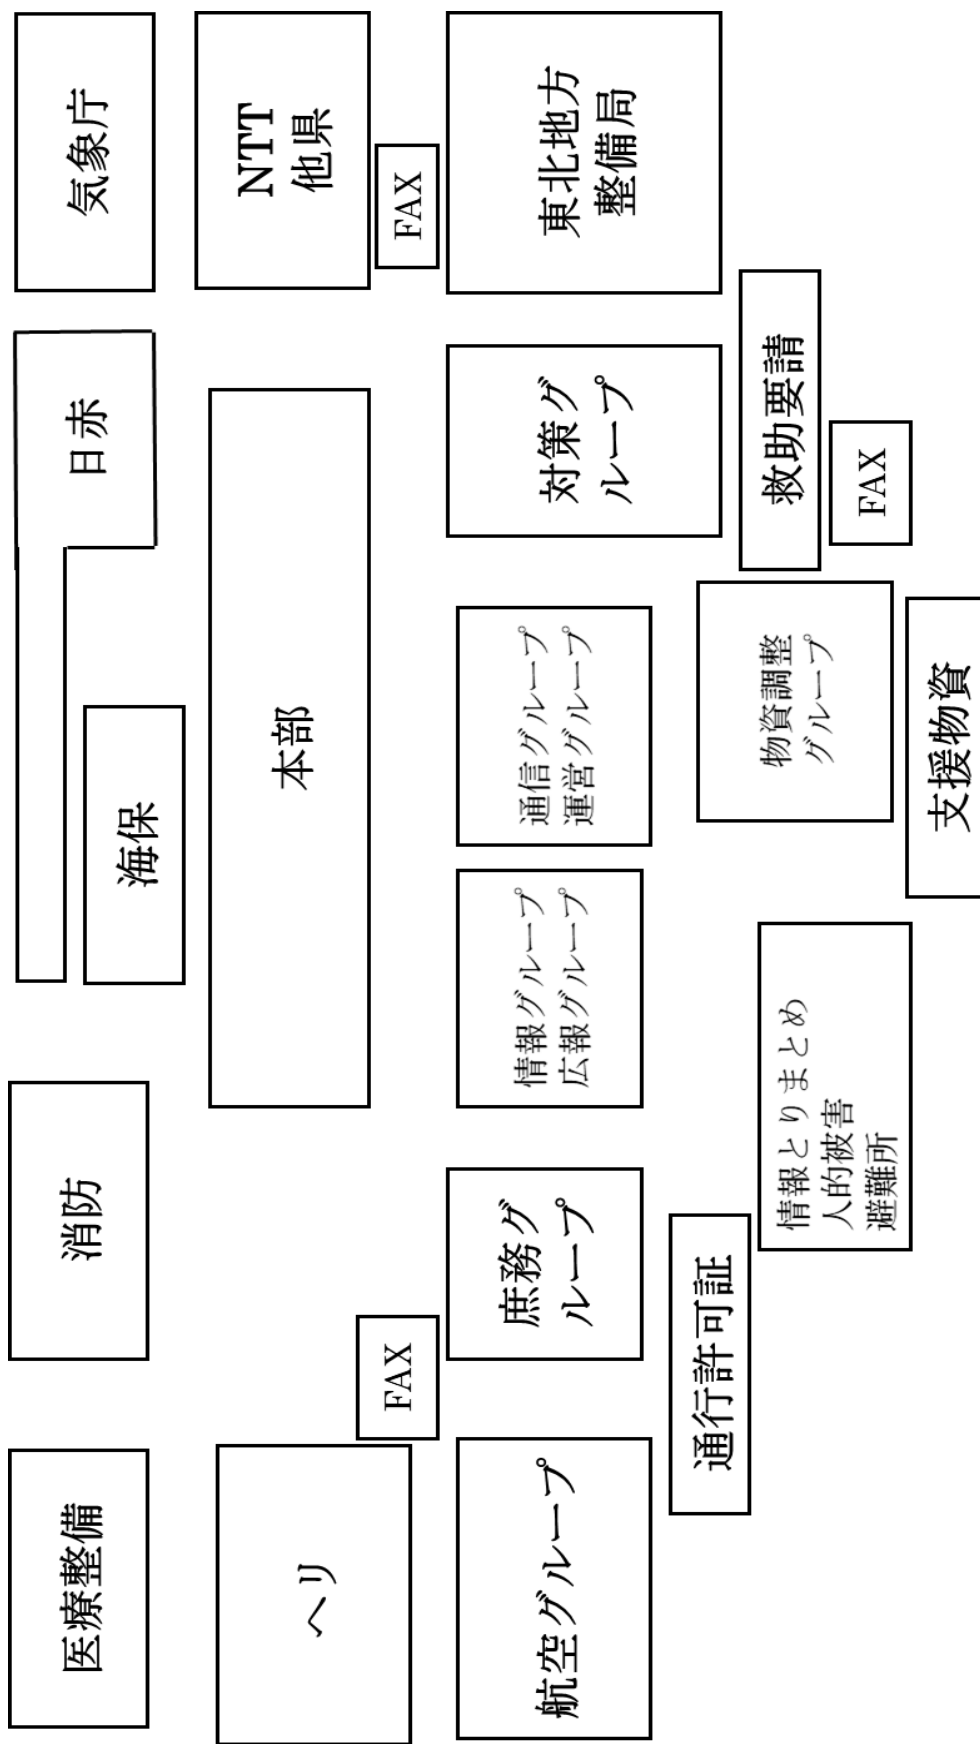 医療整備
消防
海保
日赤
気象庁
ヘリ
本部
NTT
他県
FAX
FAX
航空グループ
庶務グ
ループ
情報グループ
広報グループ
通信グループ
運営グループ
対策グ
ループ
東北地方
整備局
通行許可証
情報とりまとめ
人的被害
避難所
物資調整
グループ
救助要請
FAX
支援物資